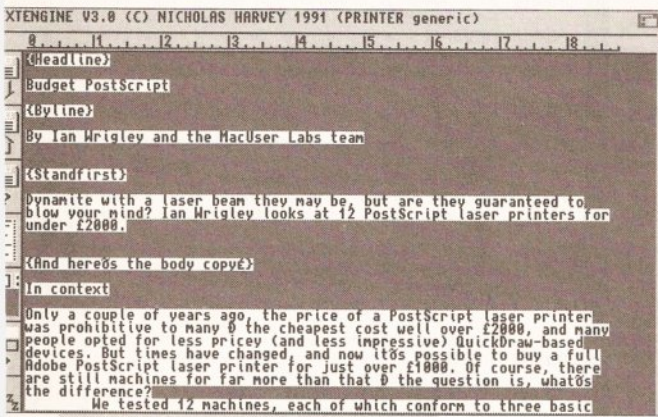 XTENGINE V3.0 (C) NICHOLAS HARVEY 1991 (PRINTER generic)
0.......|1.......|2.......|3.......|4.......|5.......|6.......|7.......|8.......
{Headline}
Budget PostScript
{Byline}
By Ian Wrigley and the MacUser Labs team
{Standfirst}
Dynamite with a laser beam they may be, but are they guaranteed to
blow your mind? Ian Wrigley looks at 12 PostScript laser printers for
under £2000.
{And hereõs the body copy£}
In context
Only a couple of years ago, the price of a PostScript laser printer
was prohibitive to many Ð the cheapest cost well over £2000, and many
people opted for less pricey (and less impressive) QuickDraw-based
devices. But times have changed, and now itõs possible to buy a full
Adobe PostScript laser printer for just over £1000. Of course, there
are still machines for far more than that Ð the question is, whatõs
the difference?
We tested 12 machines, each of which conform to three basic